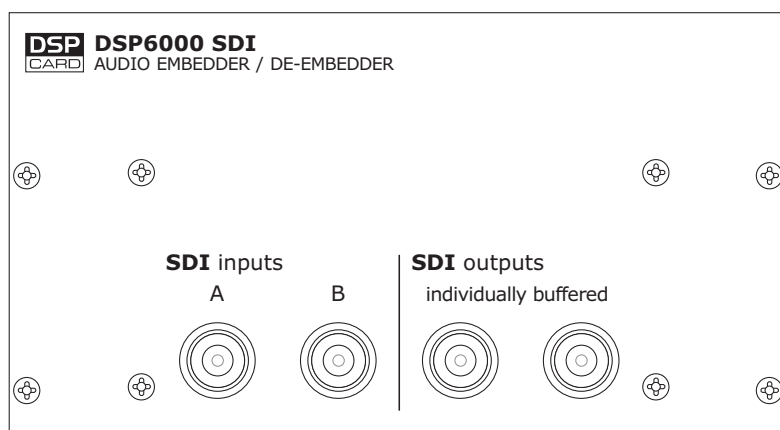 DSP DSP6000 SDI
CARD AUDIO EMBEDDER / DE-EMBEDDER
SDI inputs
A B
SDI outputs
individually buffered